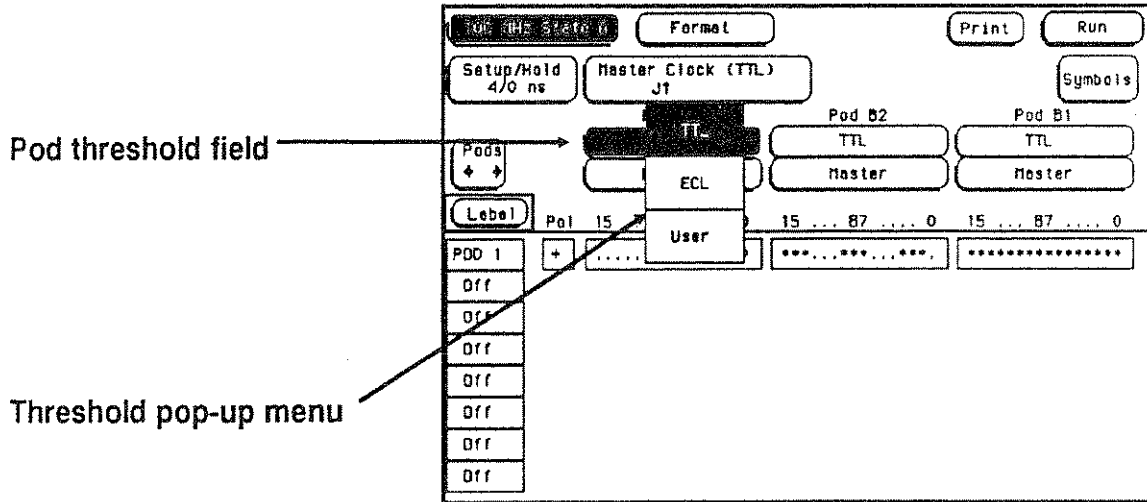 Format
Print
Run
Setup/Hold
4/0 ns
Master Clock (TTL)
J↑
Symbols
Pod threshold field
Pods
TTL
ECL
User
Pod B2
TTL
Master
Pod B1
TTL
Master
Label
Pol
15
15 ... 87 .... 0
15 ... 87 .... 0
POD 1
+
.....
*
***...***...***.
****************
Off
Off
Off
Off
Threshold pop-up menu
Off
Off
Off